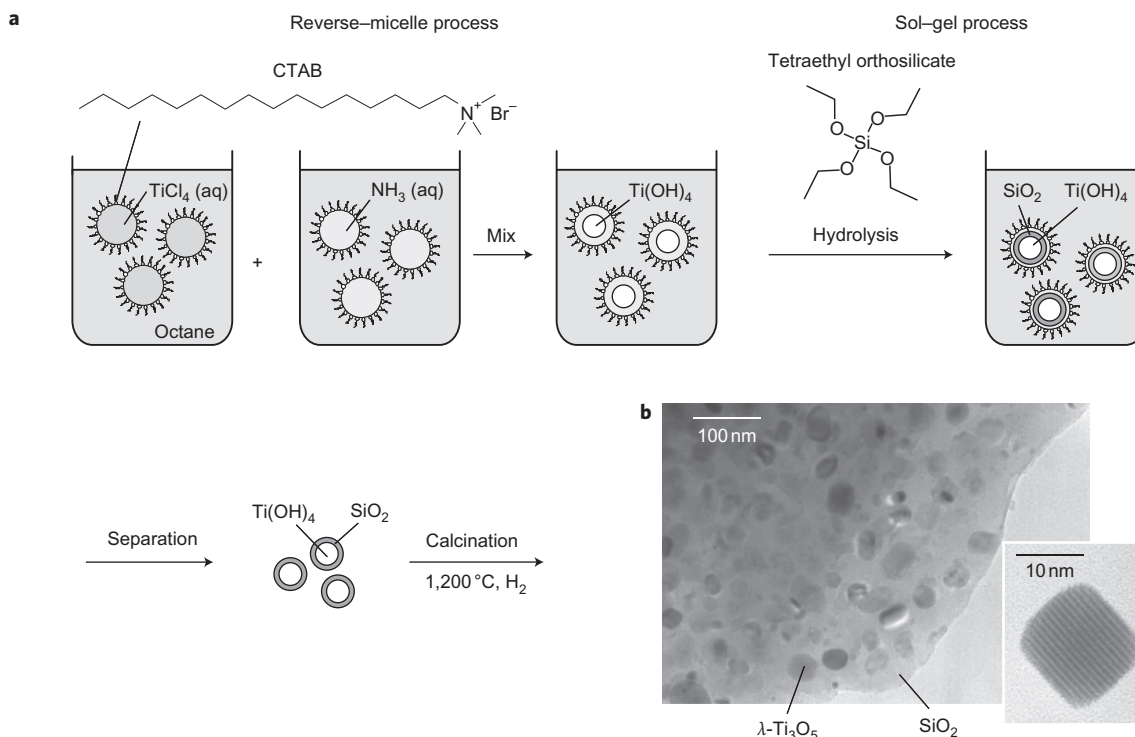 a
Reverse–micelle process
Sol–gel process
CTAB
Tetraethyl orthosilicate
N⁺
Br⁻
O
O
Si
O
O
TiCl₄ (aq)
NH₃ (aq)
Ti(OH)₄
SiO₂
Ti(OH)₄
+
Mix
Hydrolysis
Octane
b
100 nm
Ti(OH)₄
SiO₂
Separation
Calcination
1,200 °C, H₂
10 nm
λ-Ti₃O₅
SiO₂